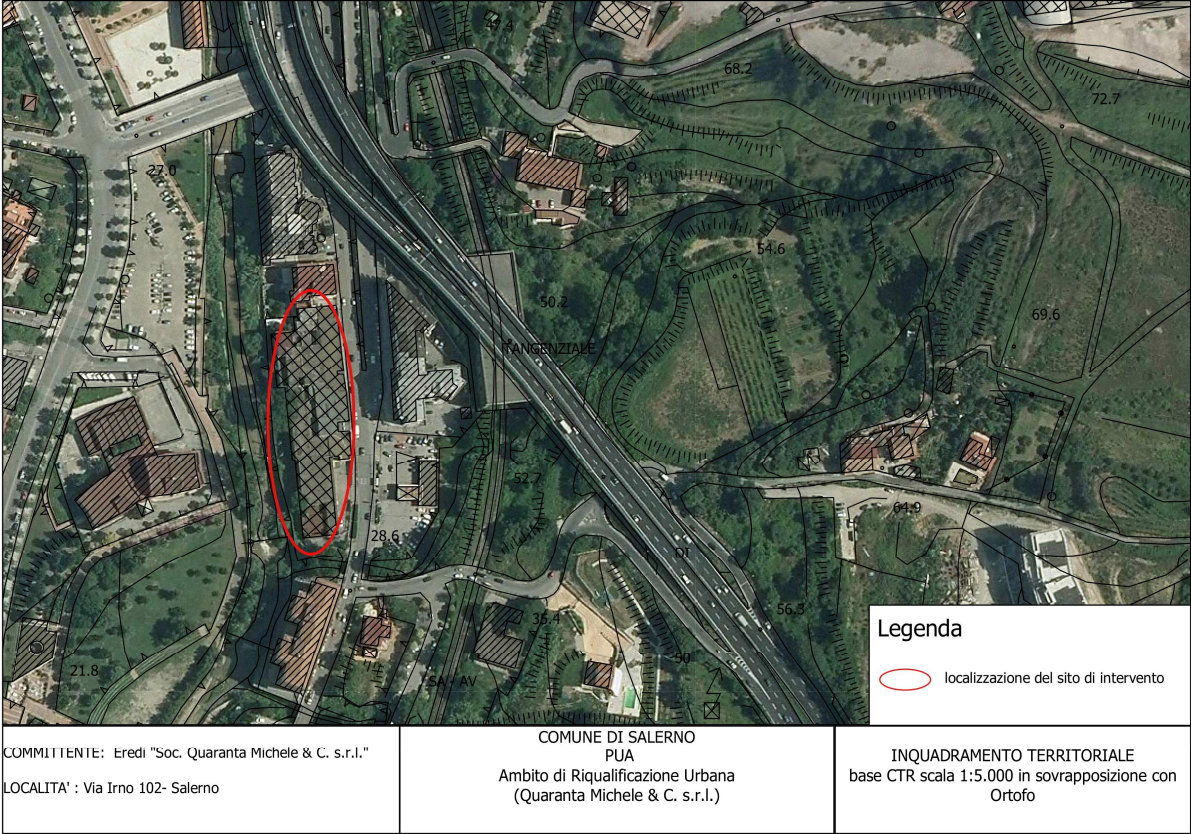 68.2
72.7
27.0
54.6
50.2
69.6
TANGENZIALE
52.7
64.9
28.6
DI
56.3
35.4
50
21.8
SA - AV
Legenda
localizzazione del sito di intervento
COMMITTENTE: Eredi "Soc. Quaranta Michele & C. s.r.l."
LOCALITA' : Via Irno 102- Salerno
COMUNE DI SALERNO
PUA
Ambito di Riqualificazione Urbana
(Quaranta Michele & C. s.r.l.)
INQUADRAMENTO TERRITORIALE
base CTR scala 1:5.000 in sovrapposizione con
Ortofo